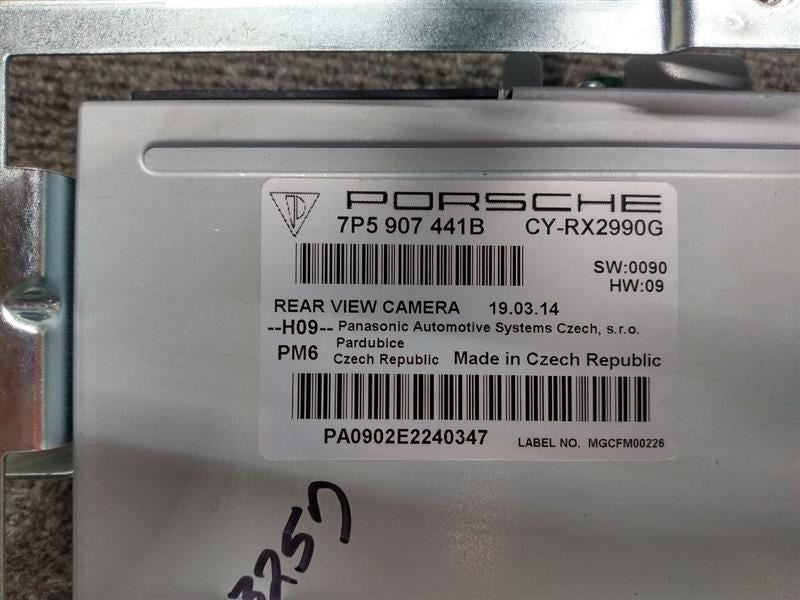 PORSCHE
7P5 907 441B CY-RX2990G
SW:0090
HW:09
REAR VIEW CAMERA 19.03.14
--H09-- Panasonic Automotive Systems Czech, s.r.o.
Pardubice
PM6 Czech Republic Made in Czech Republic
PA0902E2240347 LABEL NO. MGCFM00226
3257